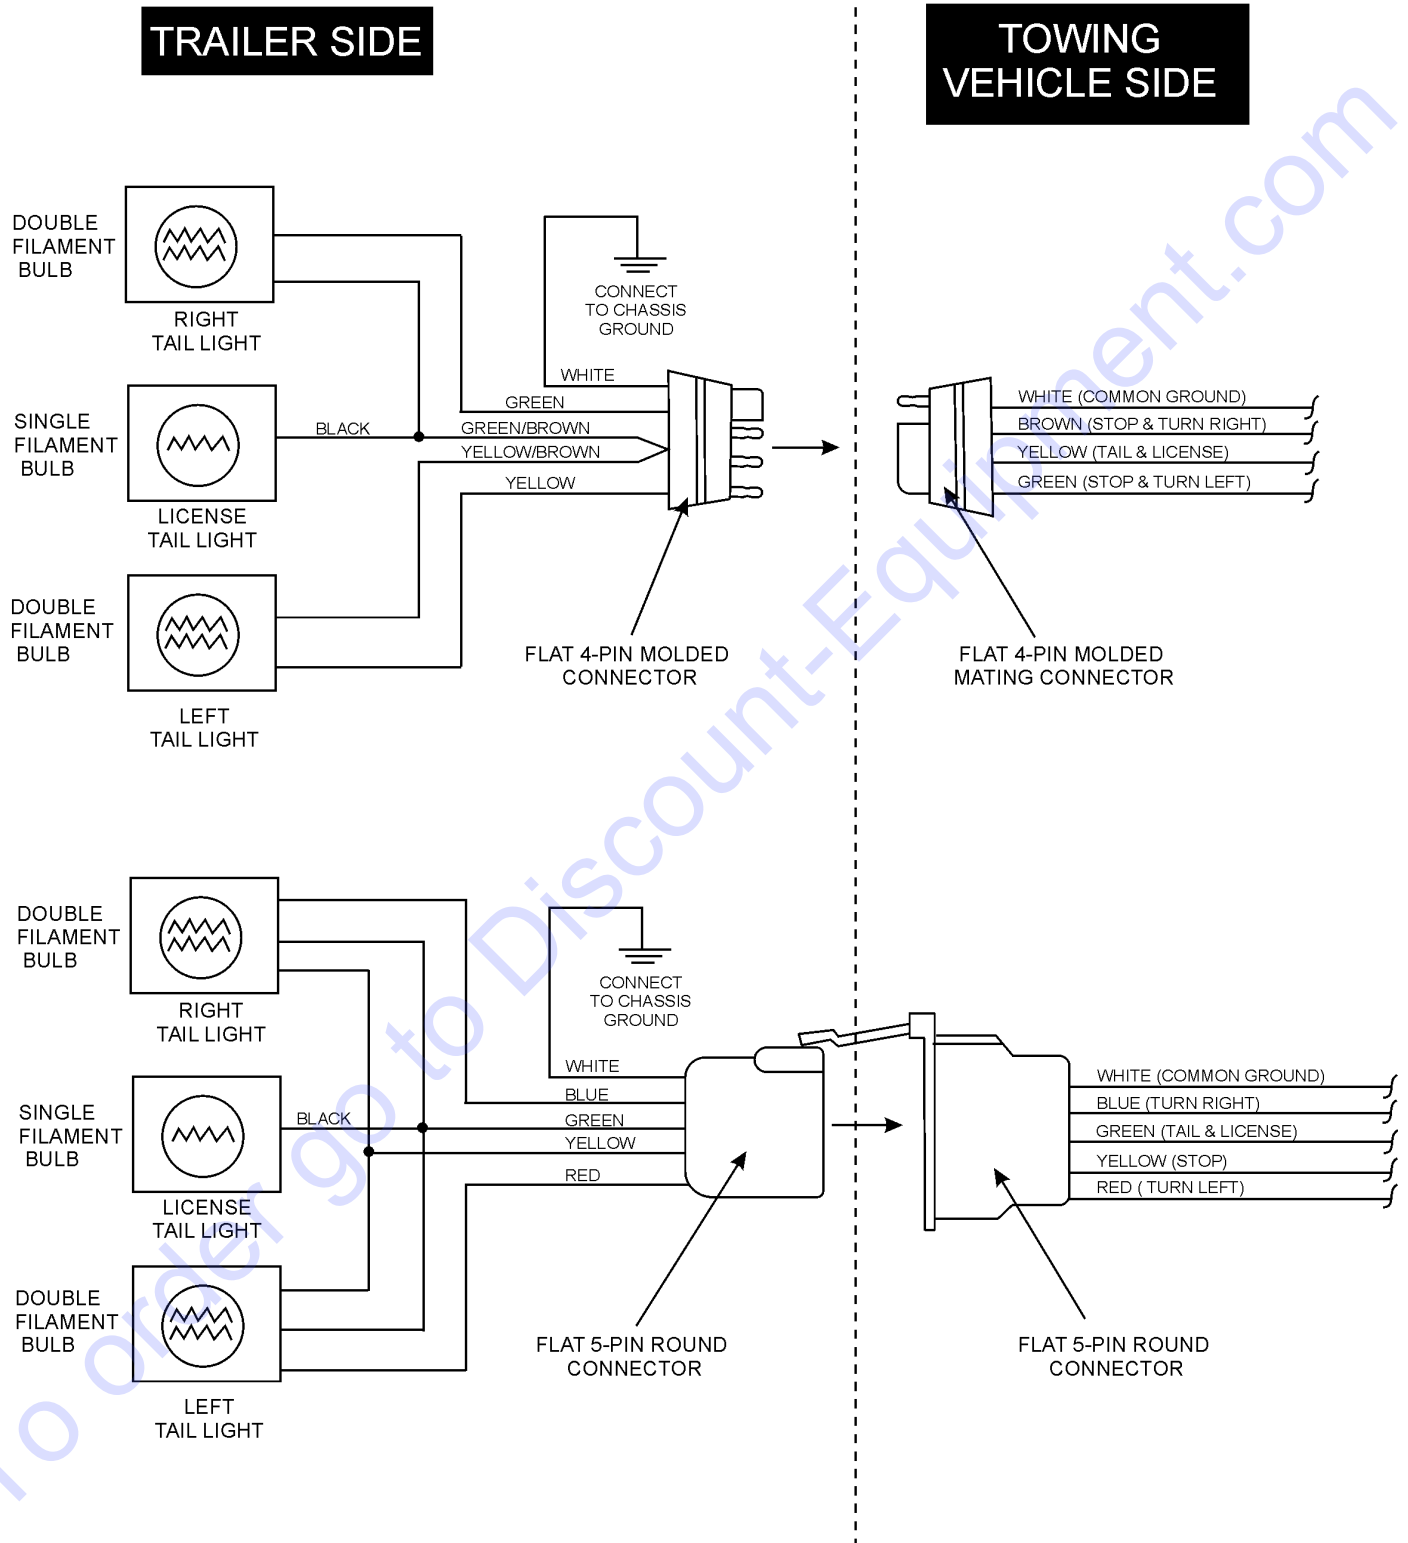 TRAILER SIDE
TOWING
VEHICLE SIDE
DOUBLE
FILAMENT
BULB
RIGHT
TAIL LIGHT
CONNECT
TO CHASSIS
GROUND
WHITE
GREEN
GREEN/BROWN
YELLOW/BROWN
YELLOW
SINGLE
FILAMENT
BULB
BLACK
LICENSE
TAIL LIGHT
DOUBLE
FILAMENT
BULB
LEFT
TAIL LIGHT
FLAT 4-PIN MOLDED
CONNECTOR
WHITE (COMMON GROUND)
BROWN (STOP & TURN RIGHT)
YELLOW (TAIL & LICENSE)
GREEN (STOP & TURN LEFT)
FLAT 4-PIN MOLDED
MATING CONNECTOR
DOUBLE
FILAMENT
BULB
RIGHT
TAIL LIGHT
CONNECT
TO CHASSIS
GROUND
WHITE
BLUE
GREEN
YELLOW
RED
SINGLE
FILAMENT
BULB
BLACK
LICENSE
TAIL LIGHT
DOUBLE
FILAMENT
BULB
LEFT
TAIL LIGHT
FLAT 5-PIN ROUND
CONNECTOR
WHITE (COMMON GROUND)
BLUE (TURN RIGHT)
GREEN (TAIL & LICENSE)
YELLOW (STOP)
RED ( TURN LEFT)
FLAT 5-PIN ROUND
CONNECTOR
To order go to Discount-Equipment.com